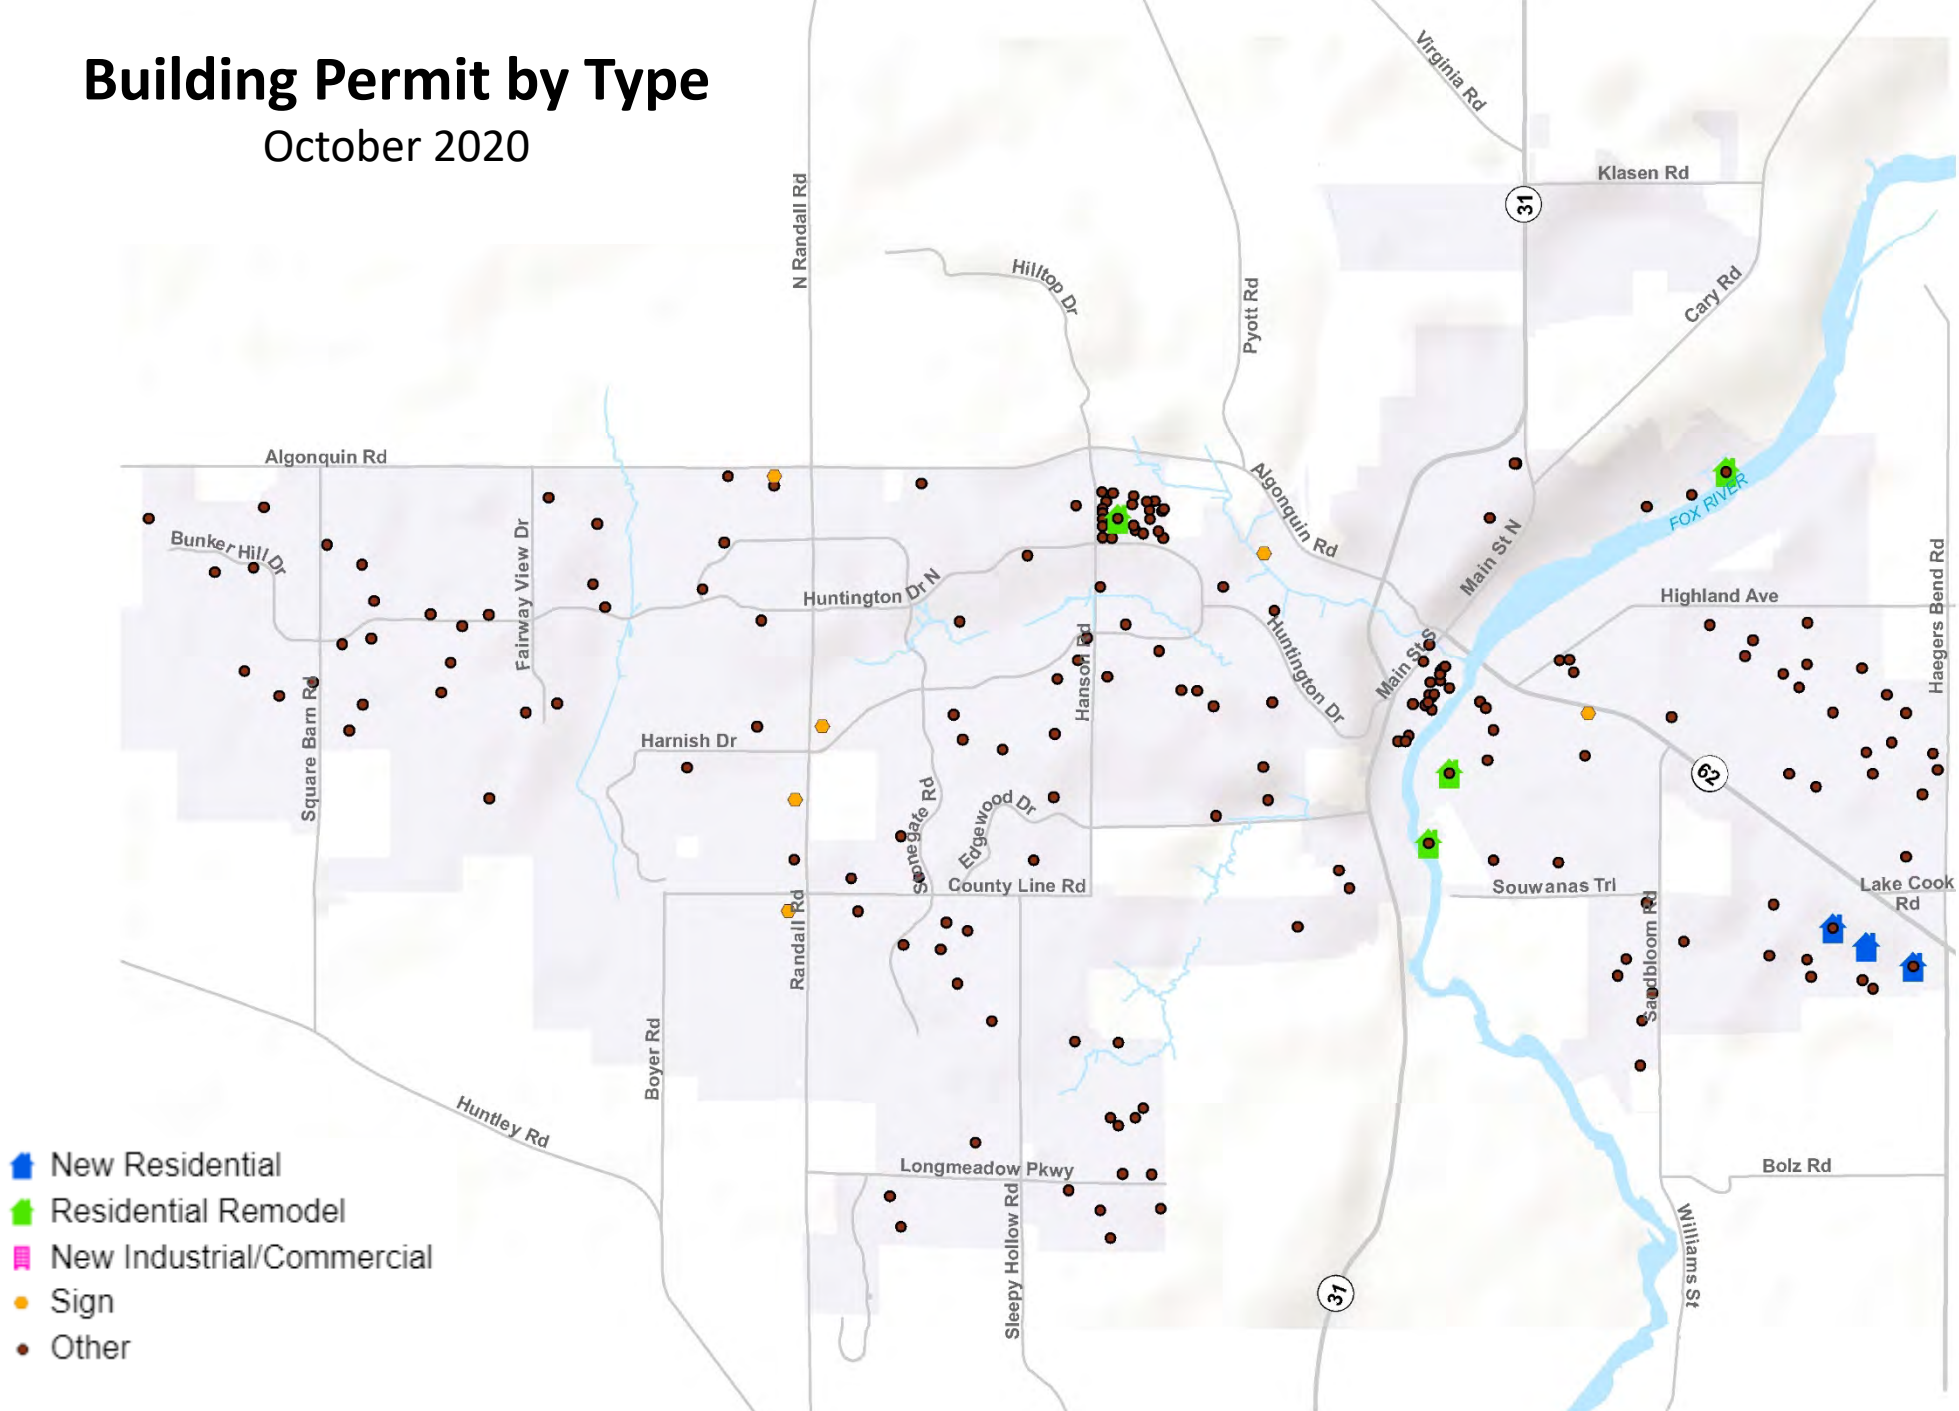 Building Permit by Type
October 2020
Virginia Rd
Klasen Rd
31
N Randall Rd
Hilltop Dr
Pyott Rd
Cary Rd
Algonquin Rd
Algonquin Rd
FOX RIVER
Bunker Hill Dr
Fairway View Dr
Main St N
Haegers Bend Rd
Huntington Dr N
Highland Ave
Hanson Rd
Huntington Dr
Main St S
Square Barn Rd
Harnish Dr
62
Stonegate Rd
Edgewood Dr
County Line Rd
Souwanas Trl
Lake Cook
Rd
Randall Rd
Sandbloom Rd
Boyer Rd
Huntley Rd
Longmeadow Pkwy
Bolz Rd
Sleepy Hollow Rd
Williams St
31
New Residential
Residential Remodel
New Industrial/Commercial
Sign
Other